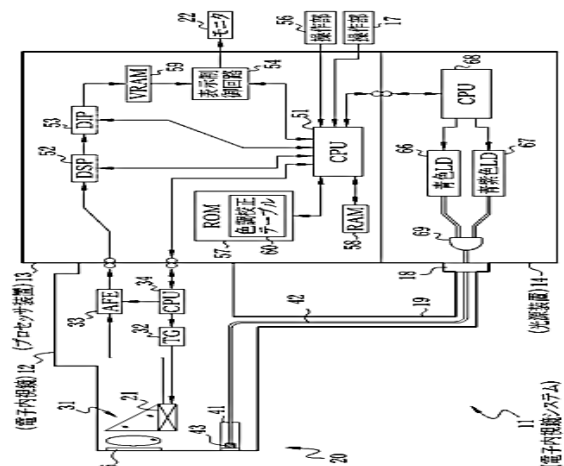 22
モニタ
56
操作部
17
操作部
59
VRAM
54
表示制
御回路
53
DIP
52
DSP
51
CPU
68
CPU
66
青色LD
67
青紫色LD
69
57
ROM
色調校正
テーブル
60
58
RAM
18
(プロセッサ装置)13
(電子内視鏡)12
33
AFE
34
CPU
32
TG
31
21
41
43
42
19
(光源装置)14
20
11
電子内視鏡システム)